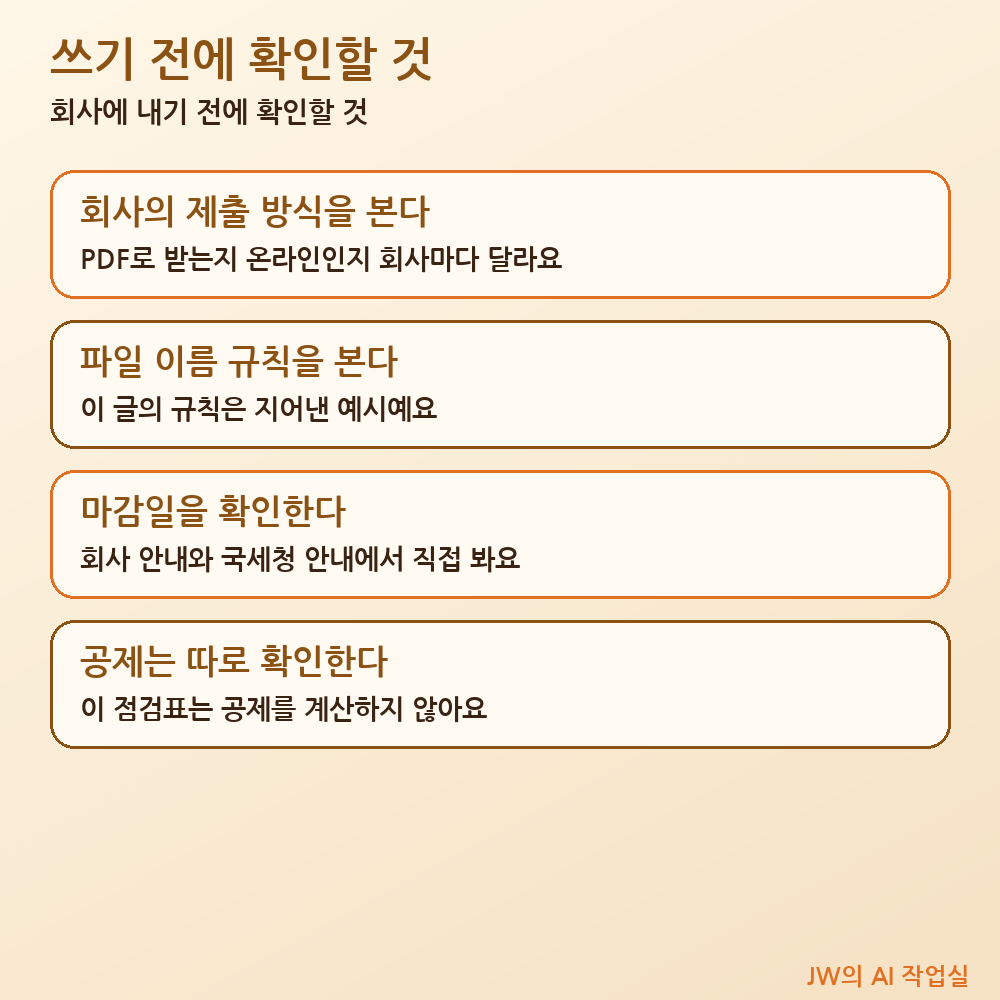 쓰기 전에 확인할 것
회사에 내기 전에 확인할 것
회사의 제출 방식을 본다
PDF로 받는지 온라인인지 회사마다 달라요
파일 이름 규칙을 본다
이 글의 규칙은 지어낸 예시예요
마감일을 확인한다
회사 안내와 국세청 안내에서 직접 봐요
공제는 따로 확인한다
이 점검표는 공제를 계산하지 않아요
JW의 AI 작업실